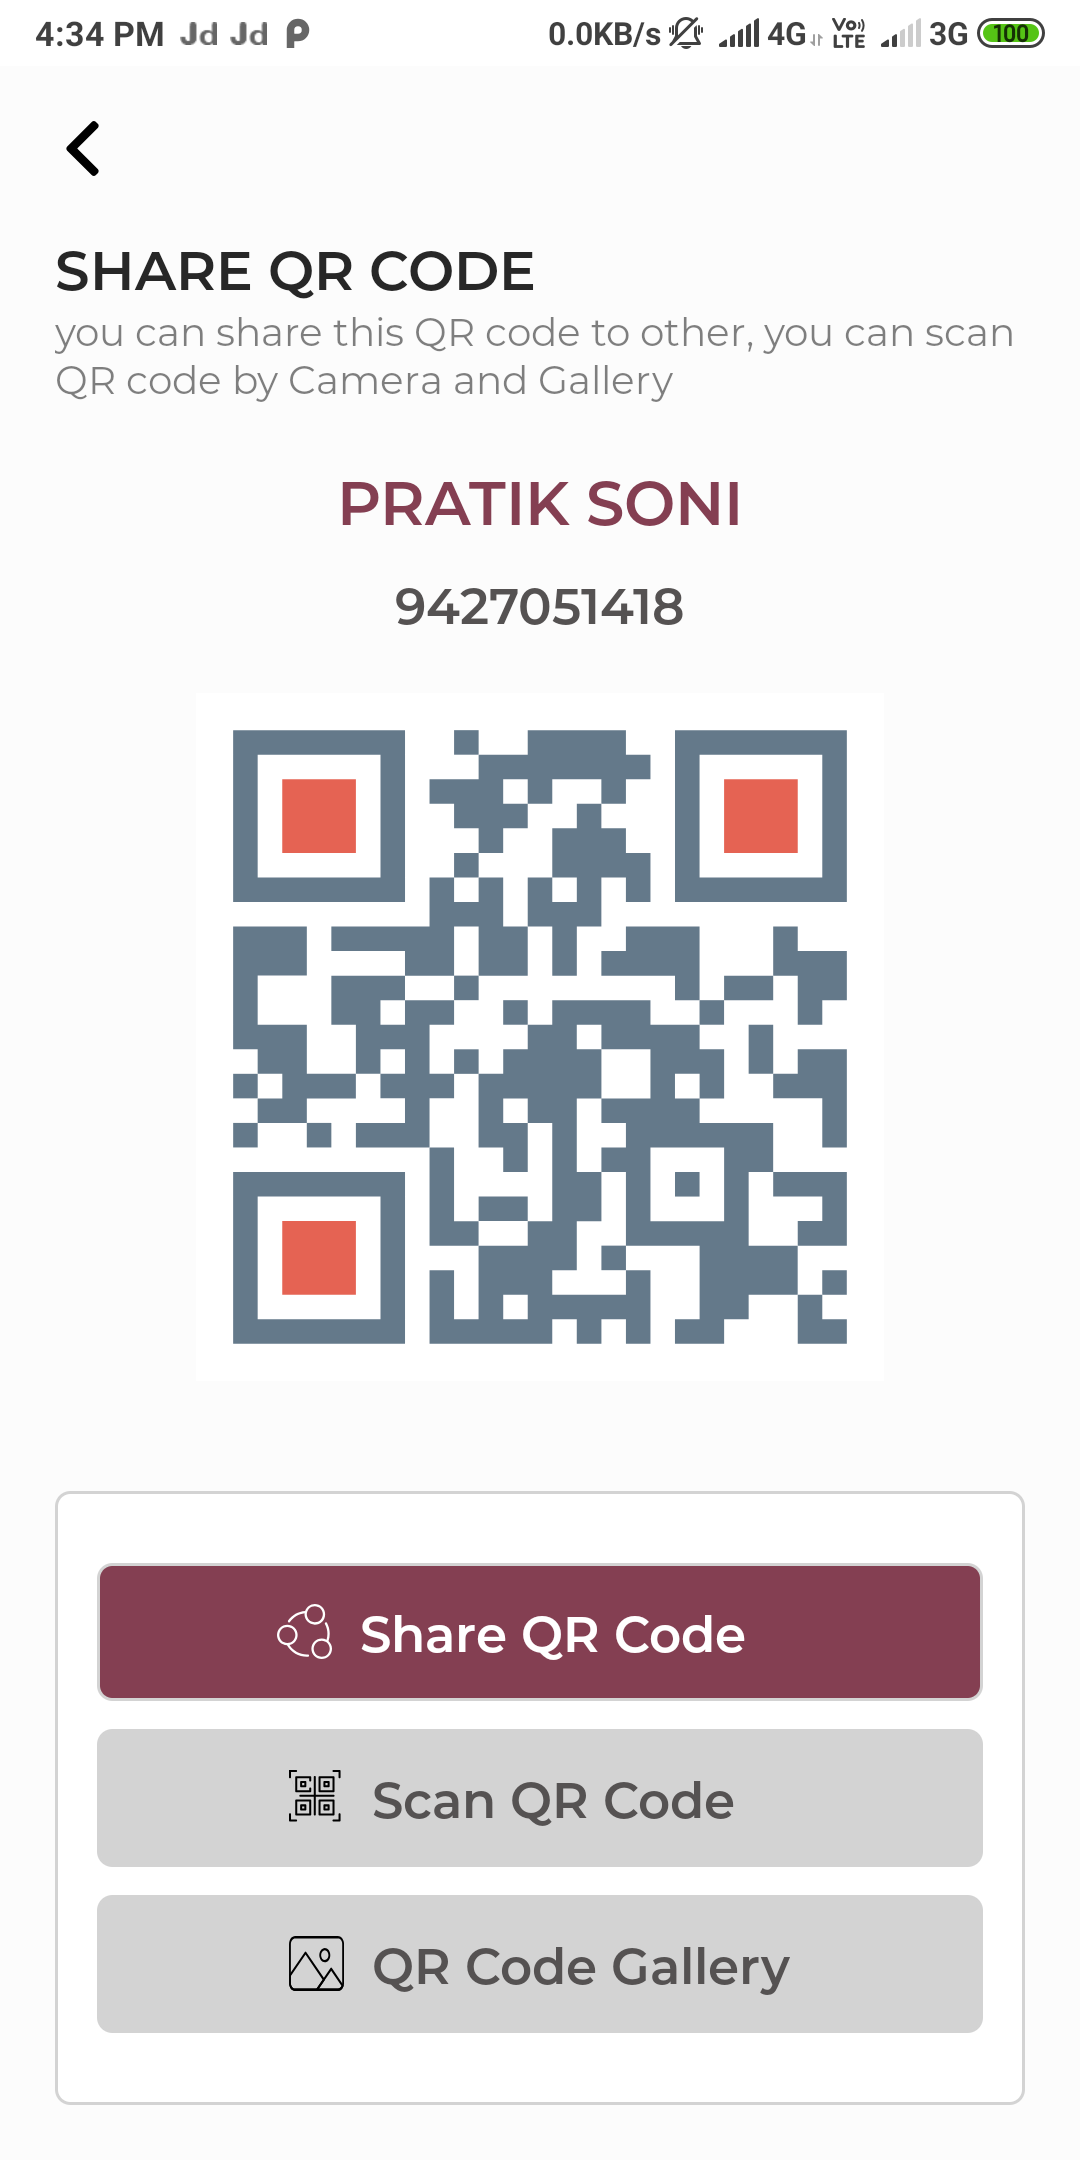 4:34 PM Jd Jd P 0.0KB/s 4G VoLTE 3G 100
SHARE QR CODE
you can share this QR code to other, you can scan
QR code by Camera and Gallery
PRATIK SONI
9427051418
Share QR Code
Scan QR Code
QR Code Gallery